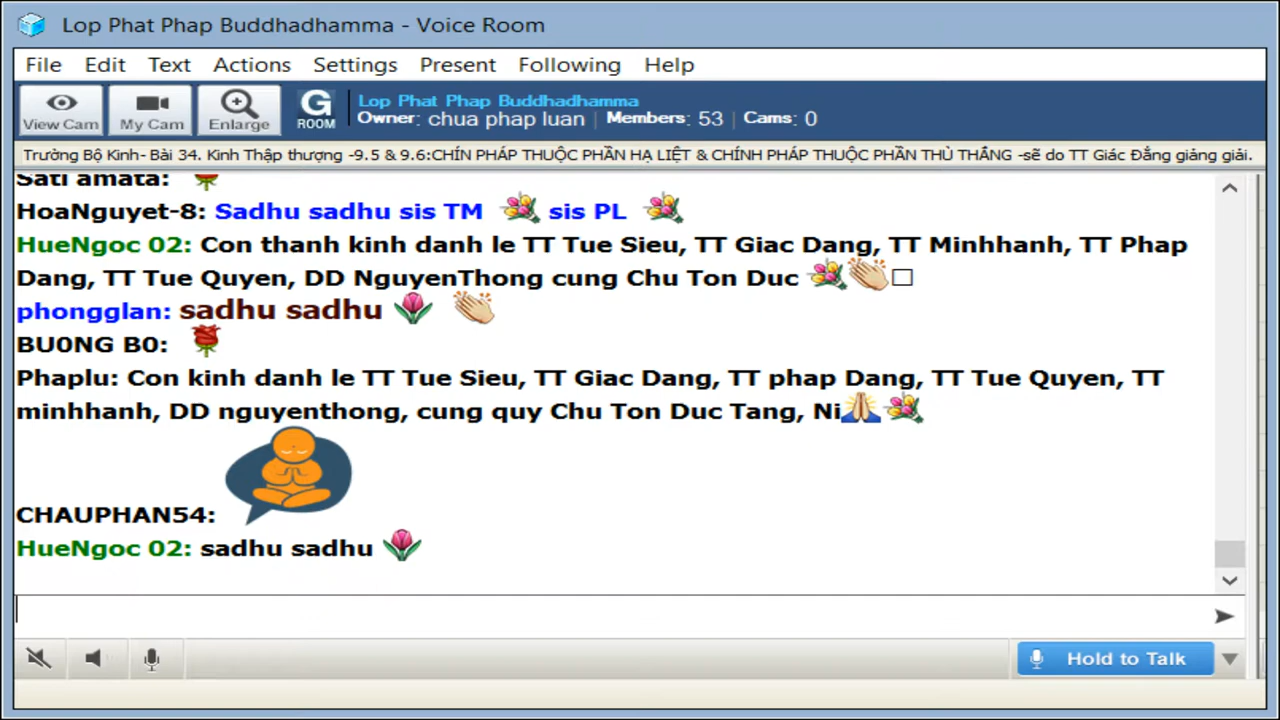 Lop Phat Phap Buddhadhamma - Voice Room
File Edit Text Actions Settings Present Following Help
View Cam My Cam Enlarge G ROOM
Lop Phat Phap Buddhadhamma
Owner: chua phap luan | Members: 53 | Cams: 0
Trưởng Bộ Kinh- Bài 34. Kinh Thập thượng -9.5 & 9.6:CHÍN PHÁP THUỘC PHẦN HẠ LIỆT & CHÍNH PHÁP THUỘC PHẦN THÙ THẮNG -sẽ do TT Giác Đẳng giảng giải.
Sati amata:
HoaNguyet-8: Sadhu sadhu sis TM sis PL
HueNgoc 02: Con thanh kinh danh le TT Tue Sieu, TT Giac Dang, TT Minhhanh, TT Phap
Dang, TT Tue Quyen, DD NguyenThong cung Chu Ton Duc
phongglan: sadhu sadhu
BU0NG B0:
Phaplu: Con kinh danh le TT Tue Sieu, TT Giac Dang, TT phap Dang, TT Tue Quyen, TT
minhhanh, DD nguyenthong, cung quy Chu Ton Duc Tang, Ni
CHAUPHAN54:
HueNgoc 02: sadhu sadhu
Hold to Talk